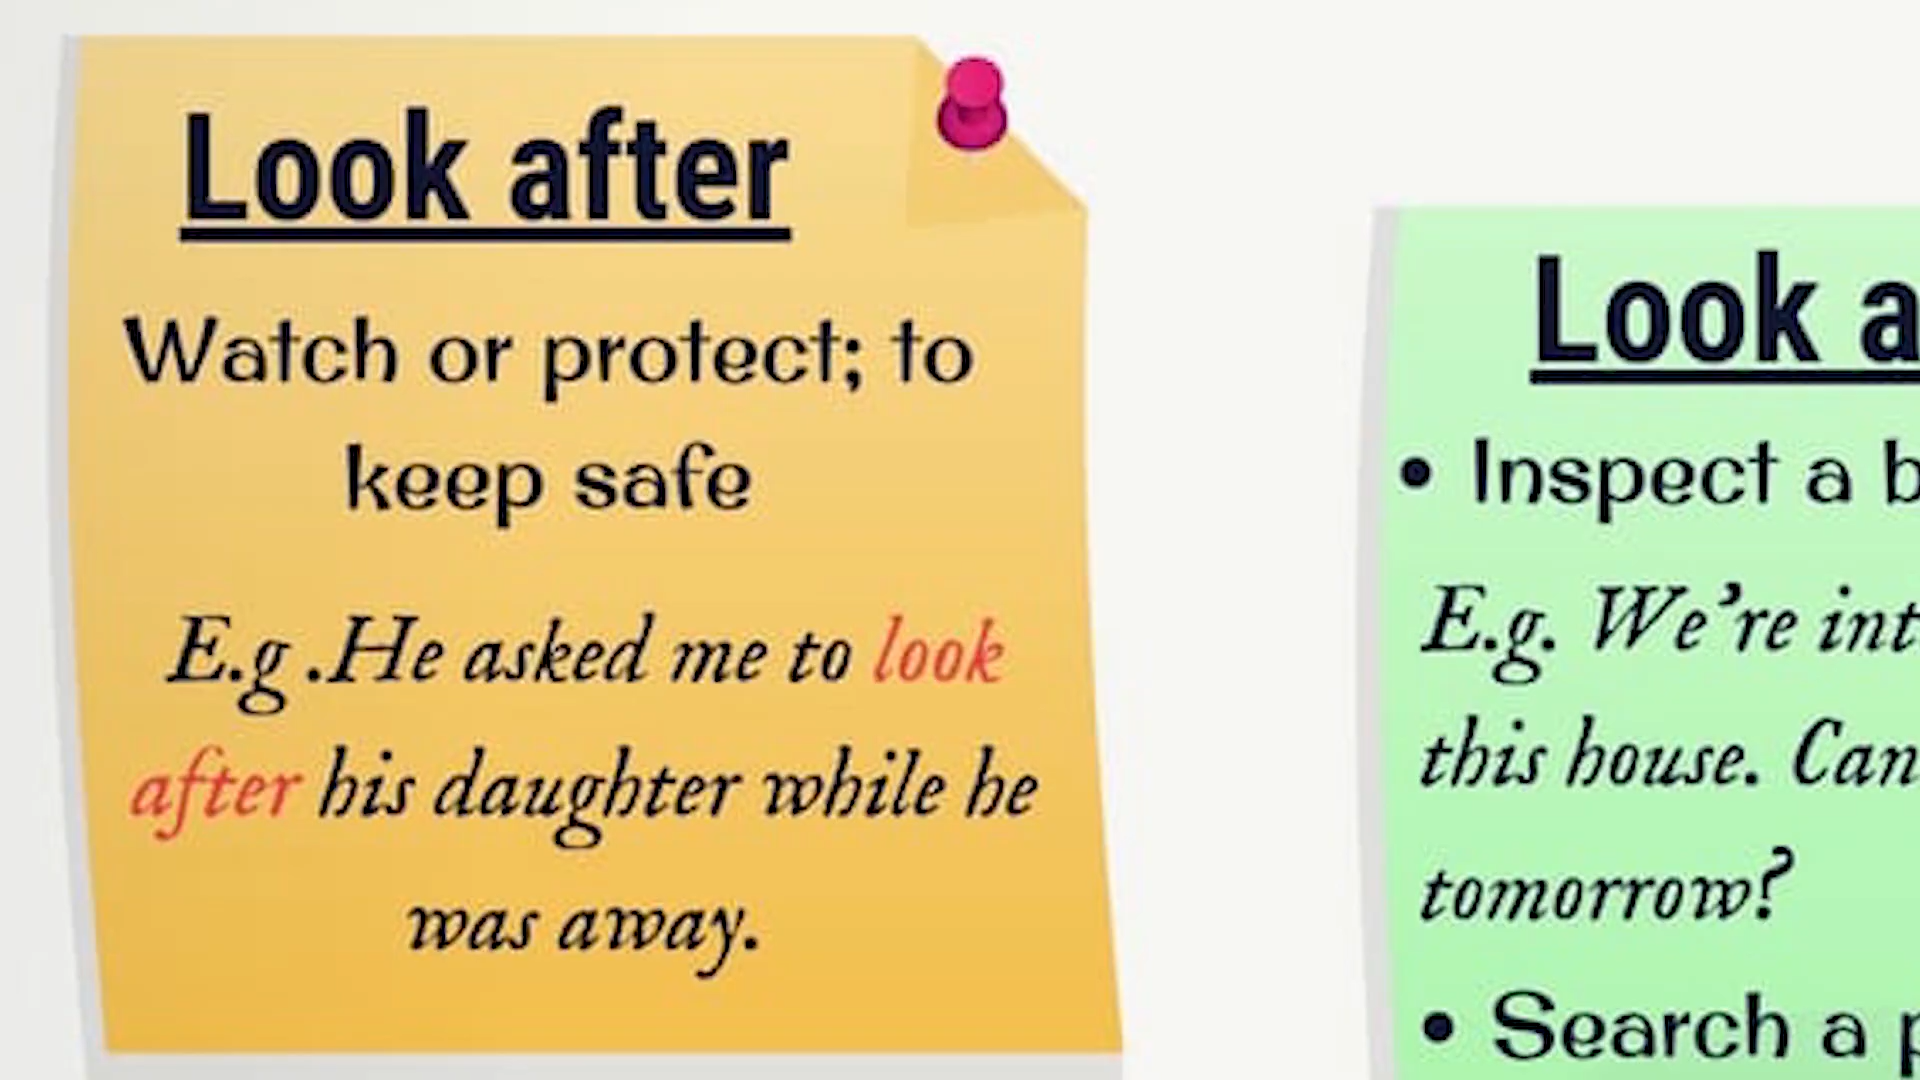 Look after
Watch or protect; to
keep safe
E.g .He asked me to look
after his daughter while he
was away.
Look
• Inspect a
E.g. We're
this house. Can
tomorrow?
• Search a